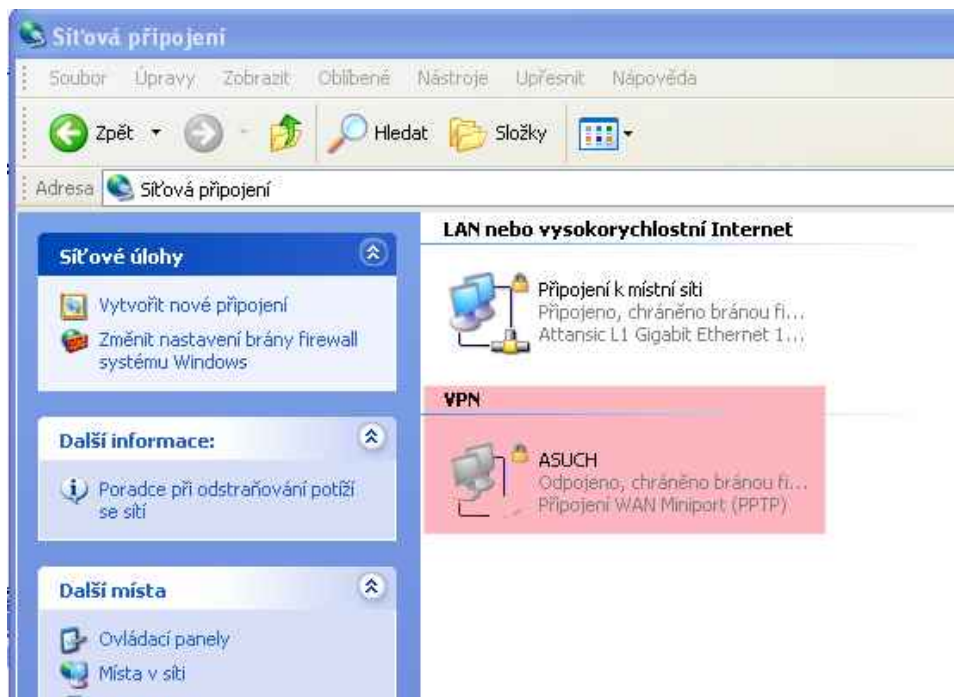 Síťová připojení
Soubor Úpravy Zobrazit Oblíbené Nástroje Upřesnit Nápověda
Zpět Hledat Složky
Adresa Síťová připojení
Síťové úlohy
Vytvořit nové připojení
Změnit nastavení brány firewall
systému Windows
Další informace:
Poradce při odstraňování potíží
se sítí
Další místa
Ovládací panely
Místa v síti
LAN nebo vysokorychlostní Internet
Připojení k místní síti
Připojeno, chráněno bránou fi...
Attansic L1 Gigabit Ethernet 1...
VPN
ASUCH
Odpojeno, chráněno bránou fi...
Připojení WAN Miniport (PPTP)